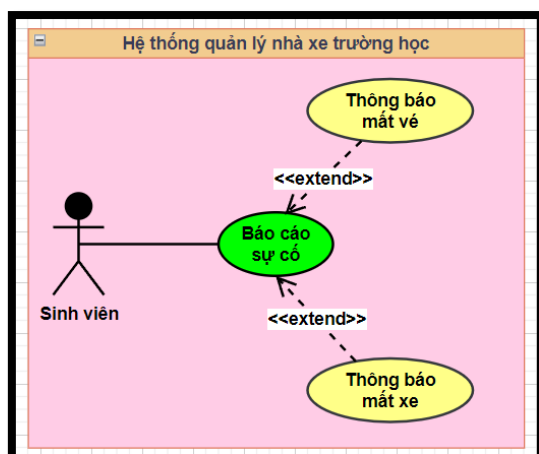 Hệ thống quản lý nhà xe trường học
Thông báo
mất vé
<<extend>>
Báo cáo
sự cố
Sinh viên
<<extend>>
Thông báo
mất xe